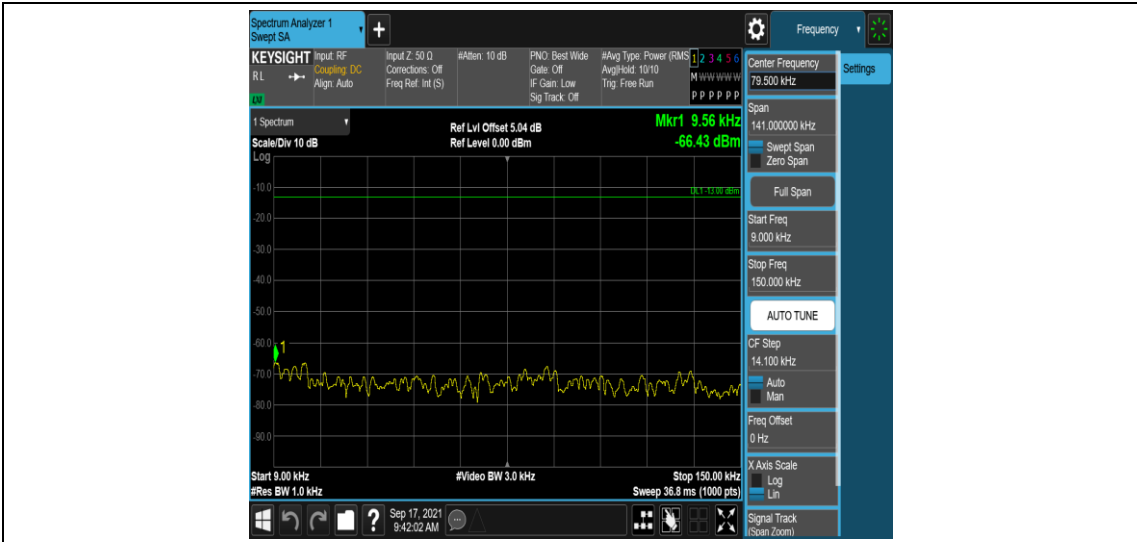 Spectrum Analyzer 1
Swept SA
+
Frequency
KEYSIGHT
RL
Input: RF
Coupling: DC
Align: Auto
Input Z: 50 Ω
Corrections: Off
Freq Ref: Int (S)
#Atten: 10 dB
PNO: Best Wide
Gate: Off
IF Gain: Low
Sig Track: Off
#Avg Type: Power (RMS
Avg|Hold: 10/10
Trig: Free Run
1 2 3 4 5 6
M W W W W W
P P P P P P
1 Spectrum
Scale/Div 10 dB
Log
Ref Lvl Offset 5.04 dB
Ref Level 0.00 dBm
Mkr1 9.56 kHz
-66.43 dBm
DL1 -13.00 dBm
-10.0
-20.0
-30.0
-40.0
-50.0
-60.0
1
-70.0
-80.0
-90.0
Start 9.00 kHz
#Res BW 1.0 kHz
#Video BW 3.0 kHz
Stop 150.00 kHz
Sweep 36.8 ms (1000 pts)
Center Frequency
79.500 kHz
Settings
Span
141.000000 kHz
Swept Span
Zero Span
Full Span
Start Freq
9.000 kHz
Stop Freq
150.000 kHz
AUTO TUNE
CF Step
14.100 kHz
Auto
Man
Freq Offset
0 Hz
X Axis Scale
Log
Lin
Signal Track
(Span Zoom)
?
Sep 17, 2021
9:42:02 AM